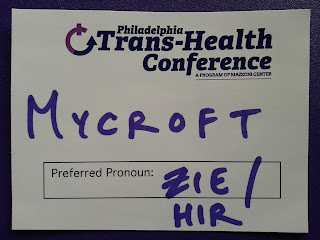 Philadelphia
Trans-Health
Conference
A PROGRAM OF MAZZONI CENTER
MYCROFT
Preferred Pronoun: ZIE/
HIR